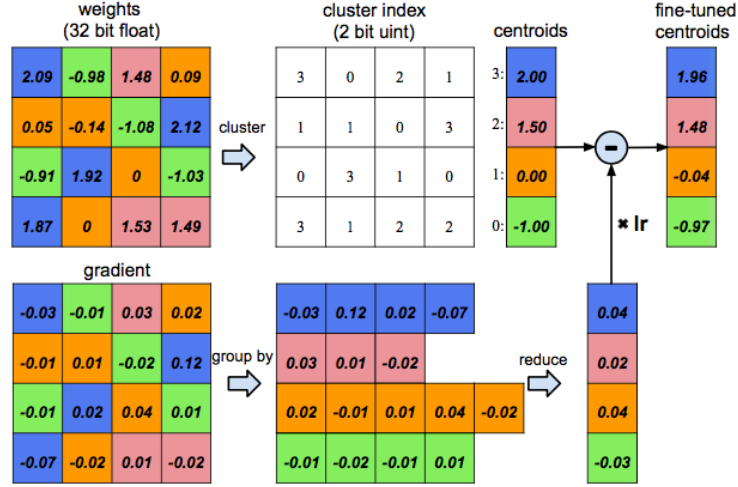 weights
(32 bit float)
cluster index
(2 bit uint)
centroids
fine-tuned
centroids
2.09 -0.98 1.48 0.09
3 0 2 1
3: 2.00
1.96
0.05 -0.14 -1.08 2.12
cluster
1 1 0 3
2: 1.50
1.48
-0.91 1.92 0 -1.03
0 3 1 0
1: 0.00
-0.04
1.87 0 1.53 1.49
3 1 2 2
0: -1.00
-0.97
× lr
gradient
-0.03 -0.01 0.03 0.02
-0.03 0.12 0.02 -0.07
0.04
-0.01 0.01 -0.02 0.12
group by
0.03 0.01 -0.02
reduce
0.02
-0.01 0.02 0.04 0.01
0.02 -0.01 0.01 0.04 -0.02
0.04
-0.07 -0.02 0.01 -0.02
-0.01 -0.02 -0.01 0.01
-0.03